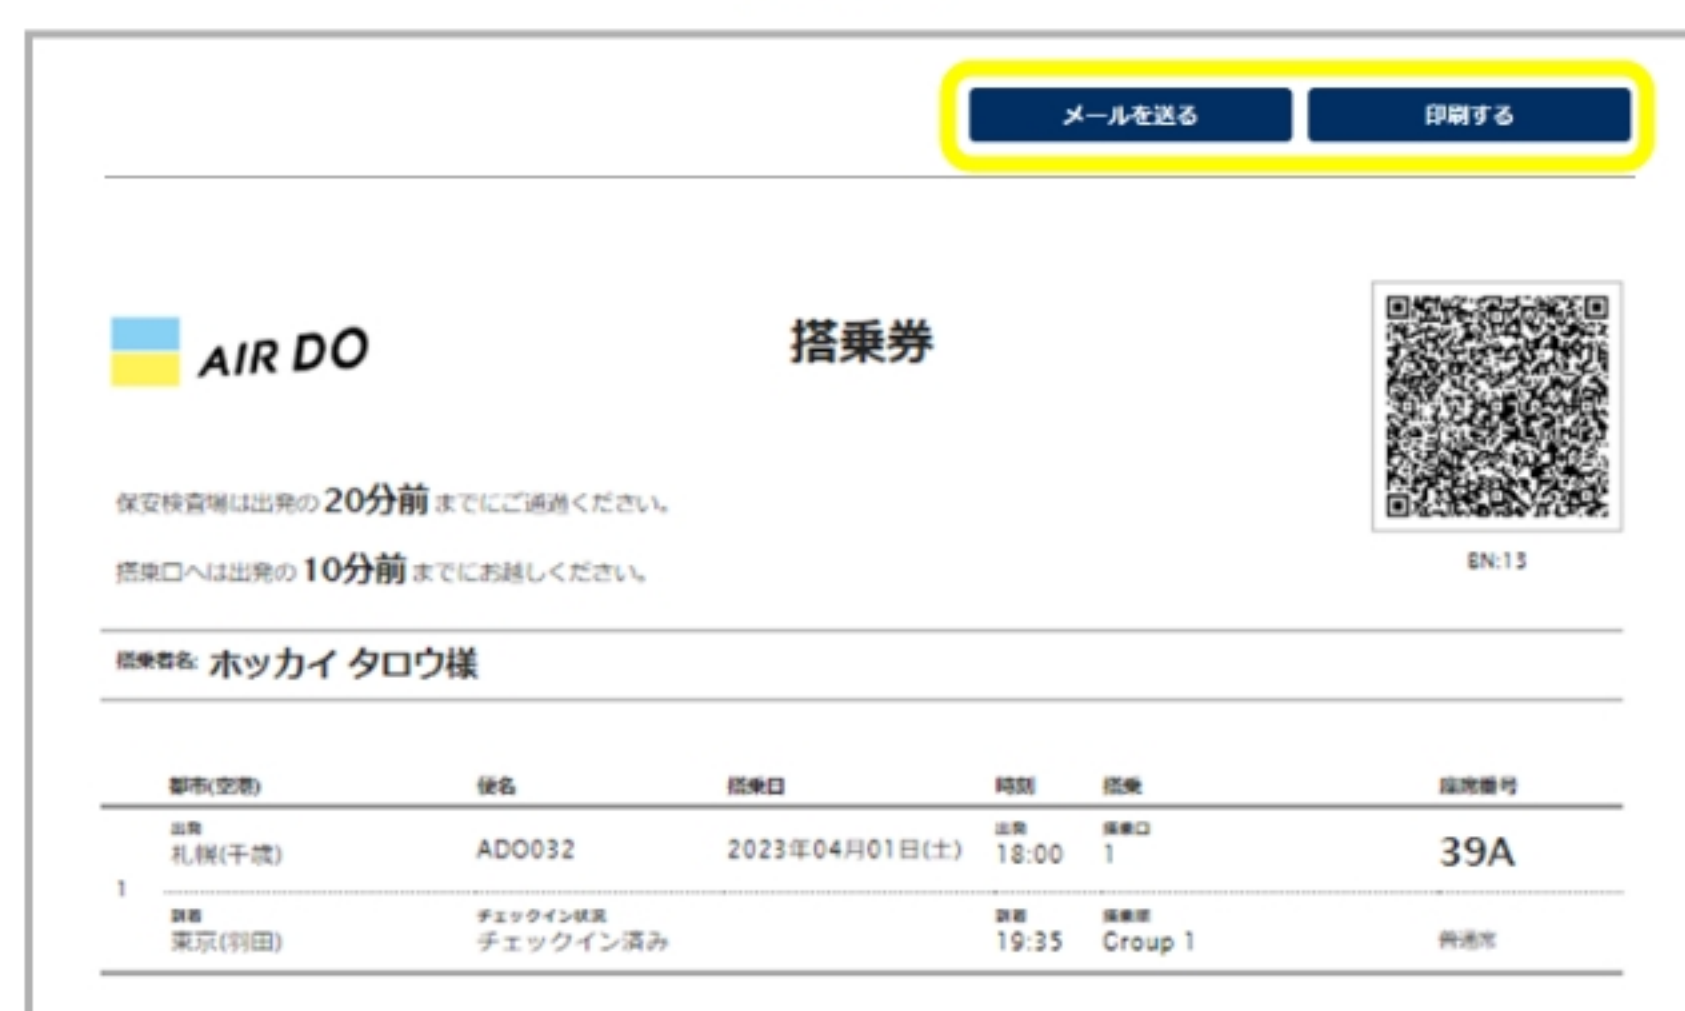 メールを送る 印刷する
AIR DO
搭乗券
保安検査場は出発の 20分前 までにご通過ください。
搭乗口へは出発の 10分前 までにお越しください。
BN:13
搭乗者名: ホッカイ タロウ様
都市(空港) 便名 搭乗日 時刻 搭乗 座席番号
出発 出発 搭乗口
札幌(千歳) ADO032 2023年04月01日(土) 18:00 1 39A
1
到着 チェックイン状況 到着 搭乗順
東京(羽田) チェックイン済み 19:35 Group 1 普通席